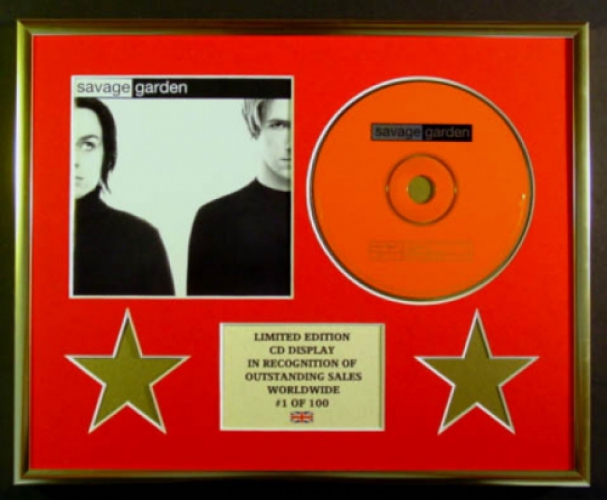 savage garden
savage garden
LIMITED EDITION
CD DISPLAY
IN RECOGNITION OF
OUTSTANDING SALES
WORLDWIDE
#1 OF 100